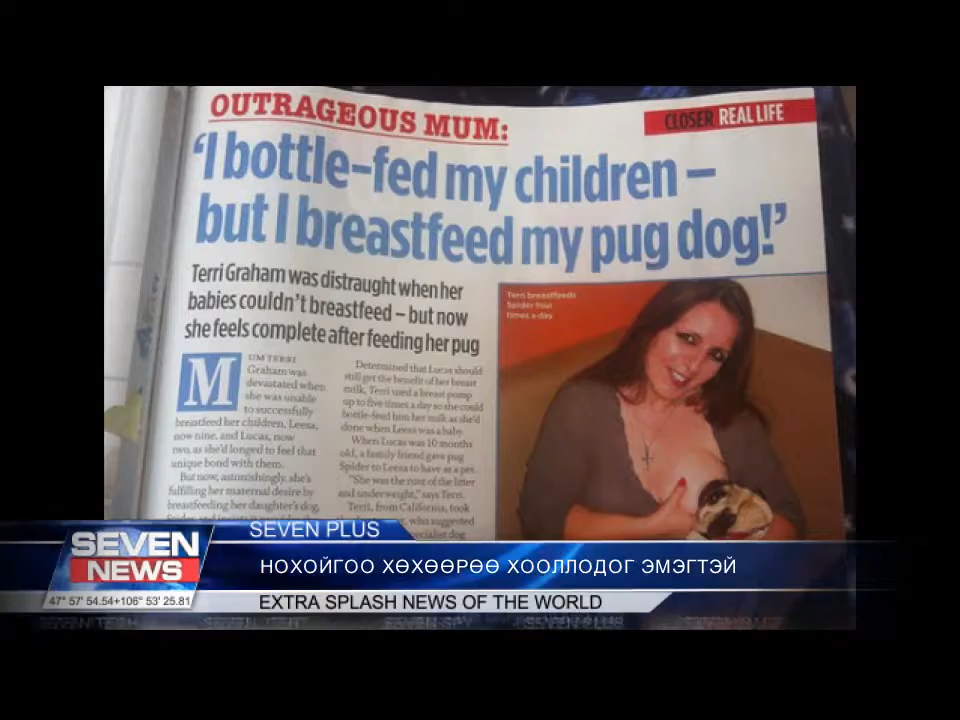 OUTRAGEOUS MUM:
CLOSER REAL LIFE
‘I bottle-fed my children –
but I breastfeed my pug dog!’
Terri Graham was distraught when her
babies couldn't breastfeed – but now
she feels complete after feeding her pug
Terri breastfeeds
Spider four
times a day
MUM TERRI
Graham was
devastated when
she was unable
to successfully
breastfeed her children, Leesa,
now nine, and Lucas, now
two, as she'd longed to feel that
unique bond with them.
But now, astonishingly, she's
fulfilling her maternal desire by
breastfeeding her daughter's dog,
Determined that Lucas should
still get the benefit of her breast
milk, Terri used a breast pump
up to five times a day so she could
bottle-feed him her milk as she'd
done when Leesa was a baby.
When Lucas was 10 months
old, a family friend gave pug
Spider to Leesa to have as a pet.
"She was the runt of the litter
and underweight," says Terri.
Terri, from California, took
who suggested
specialist dog
SEVEN PLUS
SEVEN
NEWS
НОХОЙГОО ХӨХӨӨРӨӨ ХООЛЛОДОГ ЭМЭГТЭЙ
47° 57' 54.54+106° 53' 25.81
EXTRA SPLASH NEWS OF THE WORLD